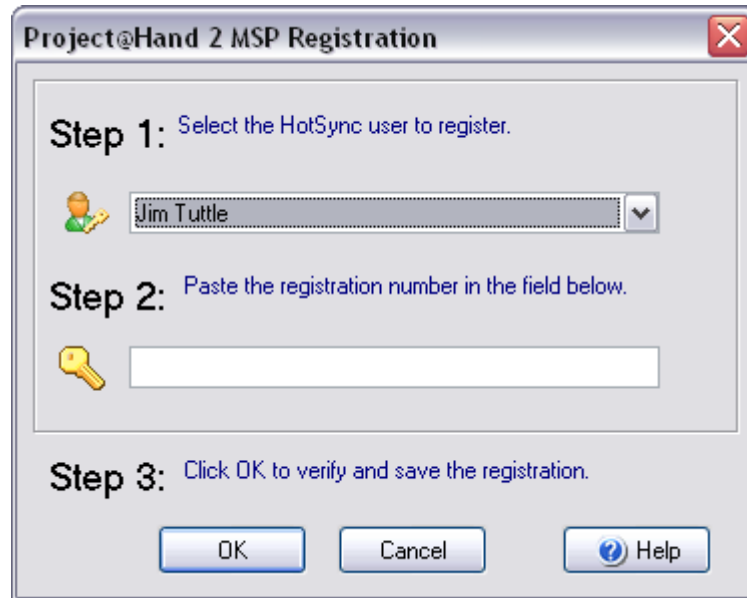 Project@Hand 2 MSP Registration
Step 1: Select the HotSync user to register.
Jim Tuttle
Step 2: Paste the registration number in the field below.
Step 3: Click OK to verify and save the registration.
OK Cancel Help